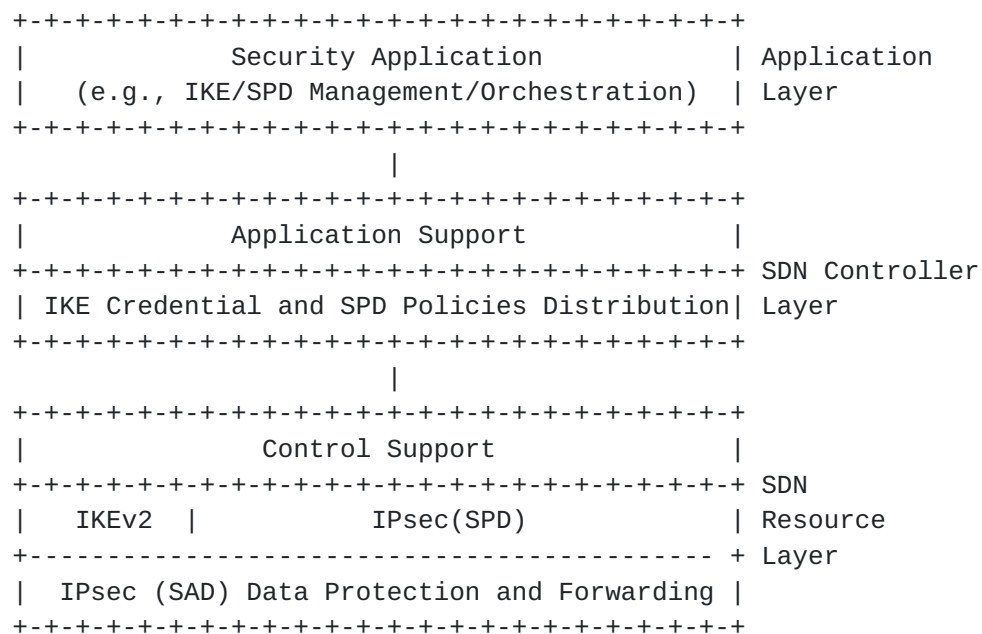 +-+-+-+-+-+-+-+-+-+-+-+-+-+-+-+-+-+-+-+-+-+-+-+
|             Security Application            | Application
|   (e.g., IKE/SPD Management/Orchestration)  | Layer
+-+-+-+-+-+-+-+-+-+-+-+-+-+-+-+-+-+-+-+-+-+-+-+
                        |
+-+-+-+-+-+-+-+-+-+-+-+-+-+-+-+-+-+-+-+-+-+-+-+
|             Application Support             |
+-+-+-+-+-+-+-+-+-+-+-+-+-+-+-+-+-+-+-+-+-+-+-+ SDN Controller
| IKE Credential and SPD Policies Distribution| Layer
+-+-+-+-+-+-+-+-+-+-+-+-+-+-+-+-+-+-+-+-+-+-+-+
                        |
+-+-+-+-+-+-+-+-+-+-+-+-+-+-+-+-+-+-+-+-+-+-+-+
|               Control Support               |
+-+-+-+-+-+-+-+-+-+-+-+-+-+-+-+-+-+-+-+-+-+-+-+ SDN
|   IKEv2  |           IPsec(SPD)             | Resource
+-------------------------------------------- + Layer
|  IPsec (SAD) Data Protection and Forwarding |
+-+-+-+-+-+-+-+-+-+-+-+-+-+-+-+-+-+-+-+-+-+-+-+